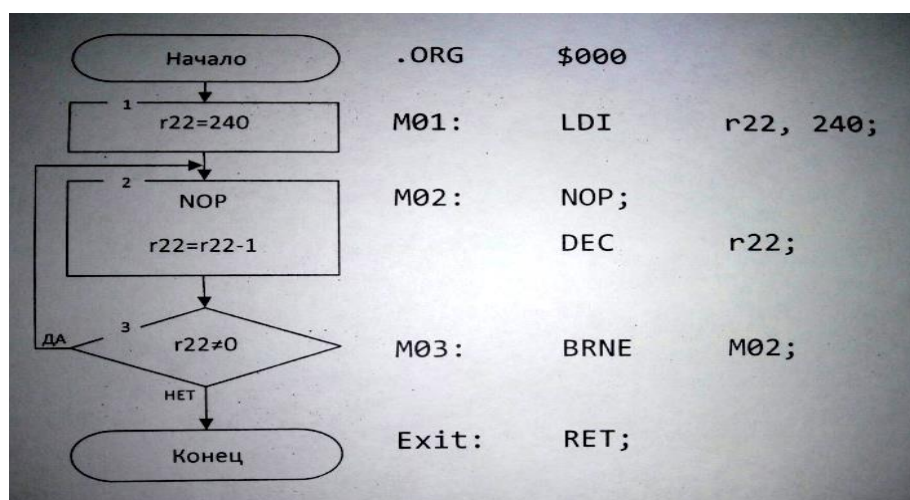 Начало
1
r22=240
2
NOP
r22=r22-1
3
ДА
r22≠0
НЕТ
Конец
.ORG $000
M01: LDI r22, 240;
M02: NOP;
DEC r22;
M03: BRNE M02;
Exit: RET;